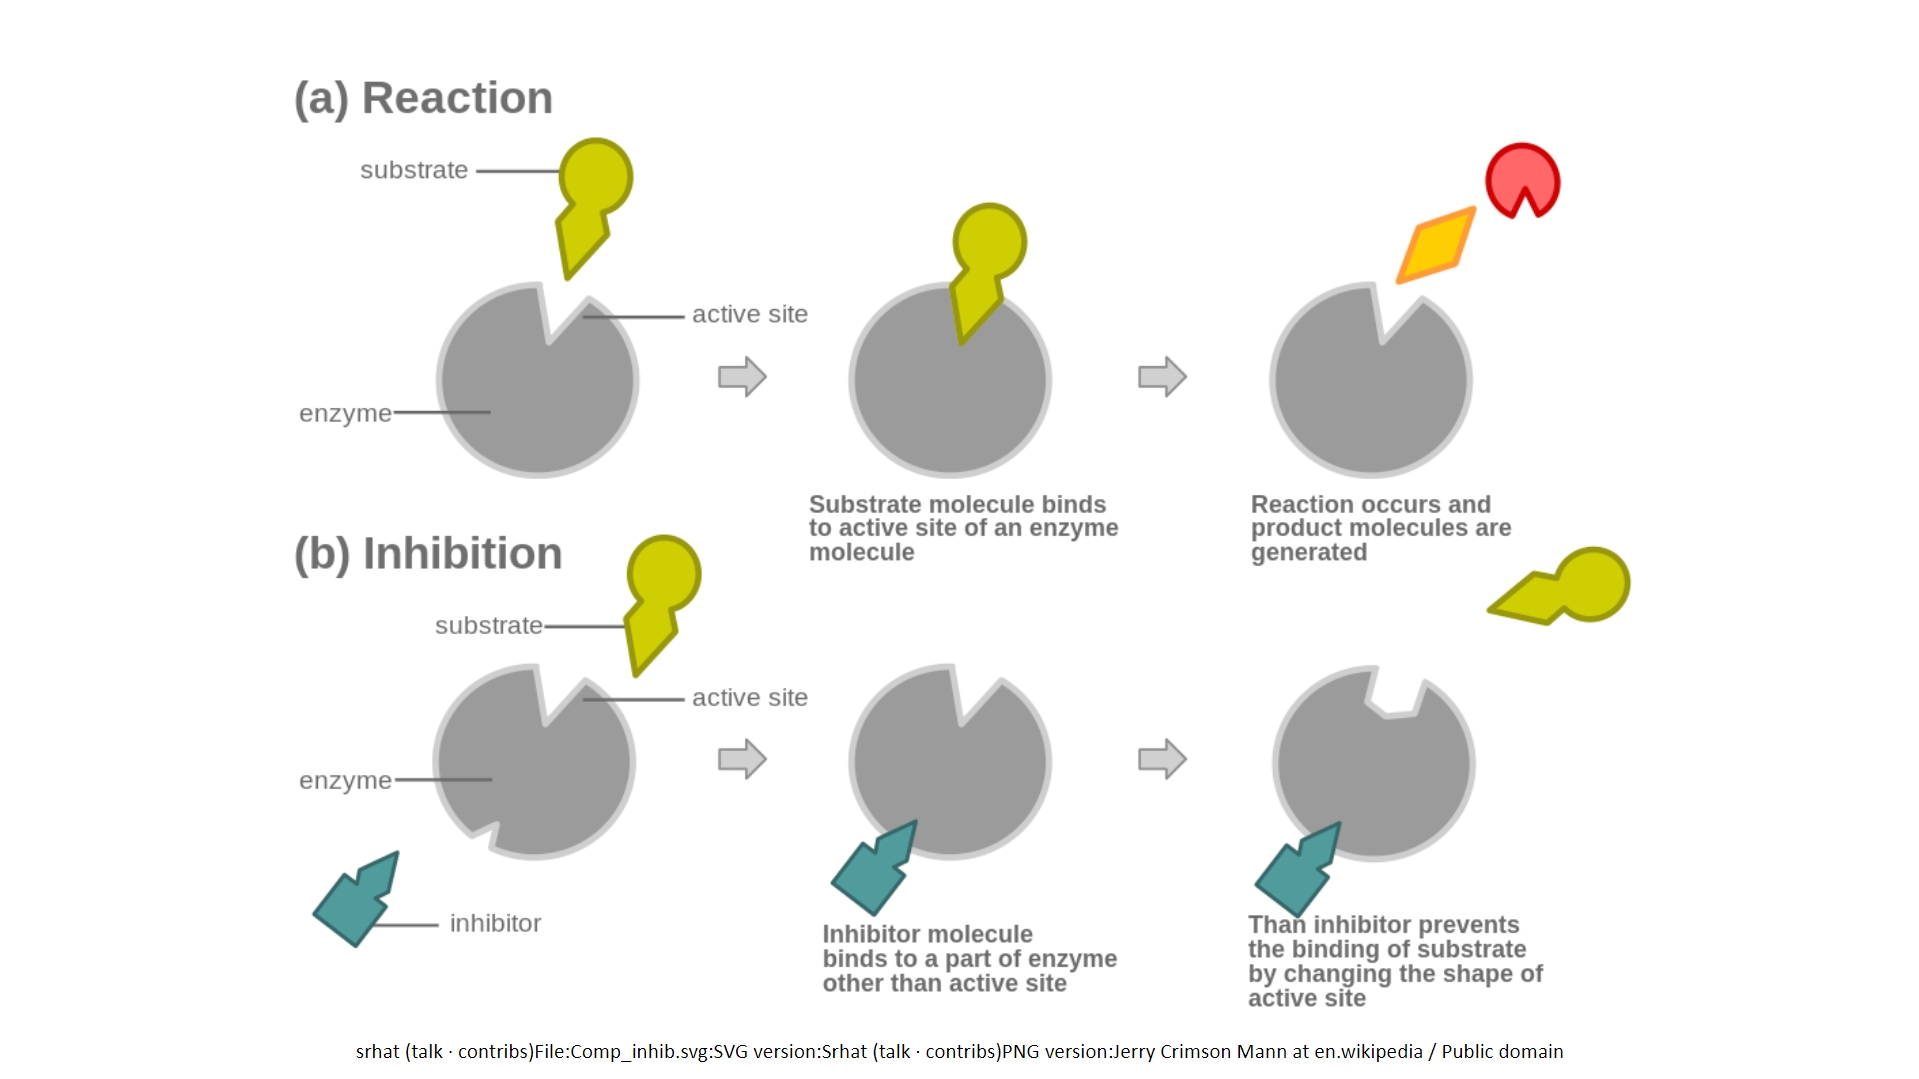 (a) Reaction
substrate
active site
enzyme
Substrate molecule binds
to active site of an enzyme
molecule
Reaction occurs and
product molecules are
generated
(b) Inhibition
substrate
active site
enzyme
inhibitor
Inhibitor molecule
binds to a part of enzyme
other than active site
Than inhibitor prevents
the binding of substrate
by changing the shape of
active site
srhat (talk · contribs)File:Comp_inhib.svg:SVG version:Srhat (talk · contribs)PNG version:Jerry Crimson Mann at en.wikipedia / Public domain